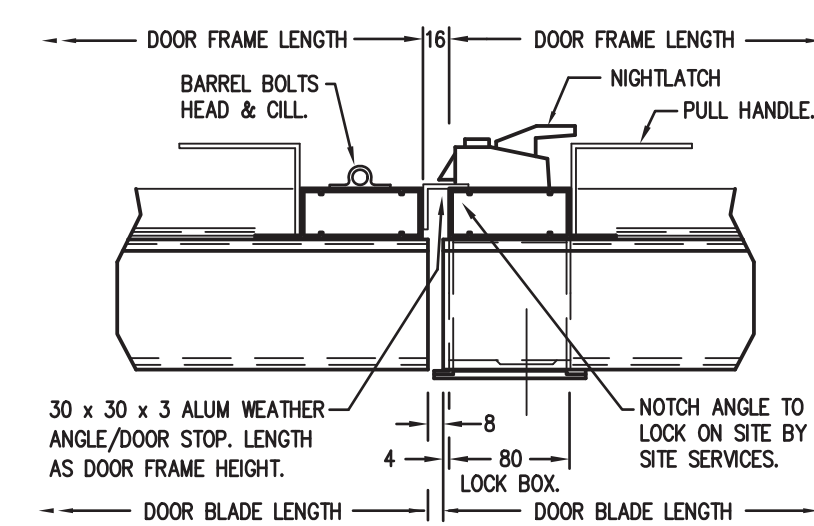 DOOR FRAME LENGTH
16
DOOR FRAME LENGTH
BARREL BOLTS
HEAD & CILL.
NIGHTLATCH
PULL HANDLE.
30 x 30 x 3 ALUM WEATHER
ANGLE/DOOR STOP. LENGTH
AS DOOR FRAME HEIGHT.
8
4
80
LOCK BOX.
NOTCH ANGLE TO
LOCK ON SITE BY
SITE SERVICES.
DOOR BLADE LENGTH
DOOR BLADE LENGTH